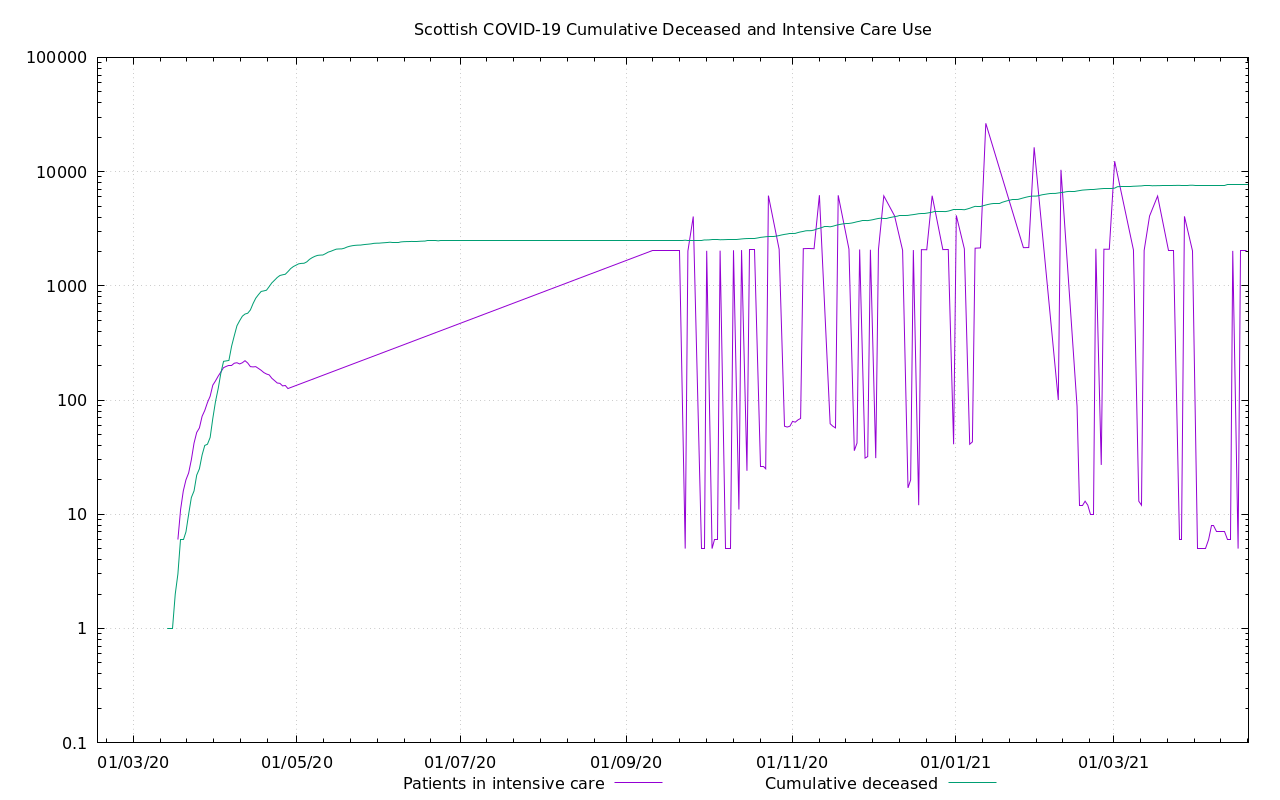 Scottish COVID-19 Cumulative Deceased and Intensive Care Use
100000
10000
1000
100
10
1
0.1
01/03/20 01/05/20 01/07/20 01/09/20 01/11/20 01/01/21 01/03/21
Patients in intensive care Cumulative deceased